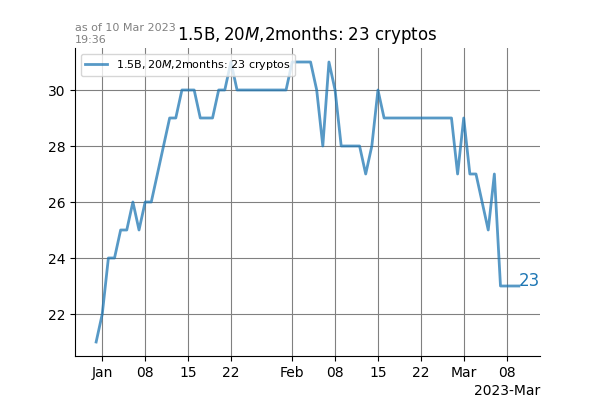 as of 10 Mar 2023
19:36
1.5B, 20M,2months: 23 cryptos
1.5B, 20M,2months: 23 cryptos
30
28
26
24
22
23
Jan 08 15 22 Feb 08 15 22 Mar 08
2023-Mar